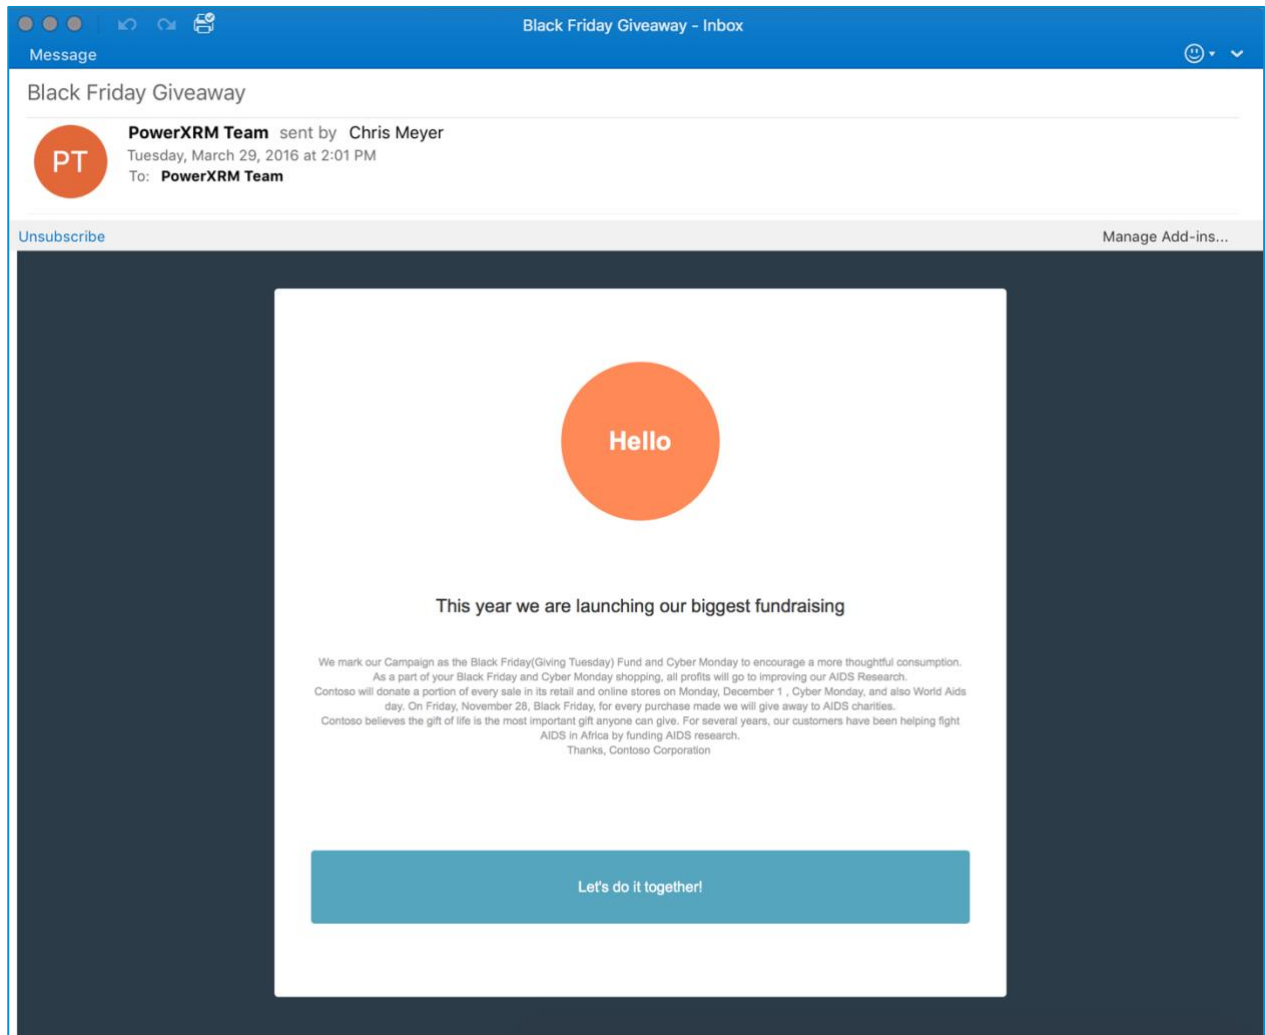 Black Friday Giveaway - Inbox
Message
Black Friday Giveaway
PT
PowerXRM Team sent by Chris Meyer
Tuesday, March 29, 2016 at 2:01 PM
To: PowerXRM Team
Unsubscribe
Manage Add-ins...
Hello
This year we are launching our biggest fundraising
We mark our Campaign as the Black Friday(Giving Tuesday) Fund and Cyber Monday to encourage a more thoughtful consumption.
As a part of your Black Friday and Cyber Monday shopping, all profits will go to improving our AIDS Research.
Contoso will donate a portion of every sale in its retail and online stores on Monday, December 1 , Cyber Monday, and also World Aids
day. On Friday, November 28, Black Friday, for every purchase made we will give away to AIDS charities.
Contoso believes the gift of life is the most important gift anyone can give. For several years, our customers have been helping fight
AIDS in Africa by funding AIDS research.
Thanks, Contoso Corporation
Let's do it together!